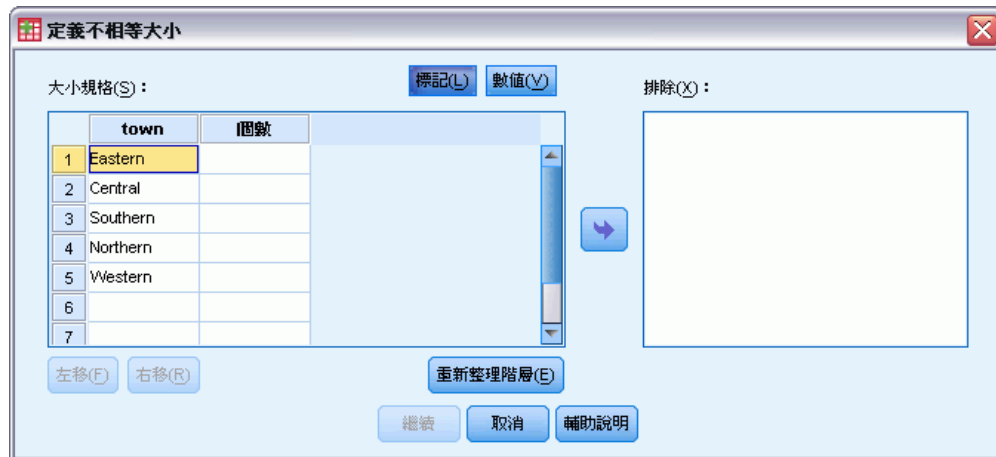 定義不相等大小
大小規格(S)：
標記(L) 數值(V)
排除(X)：
town 個數
1 Eastern
2 Central
3 Southern
4 Northern
5 Western
6
7
左移(F) 右移(R) 重新整理階層(E)
繼續 取消 輔助說明